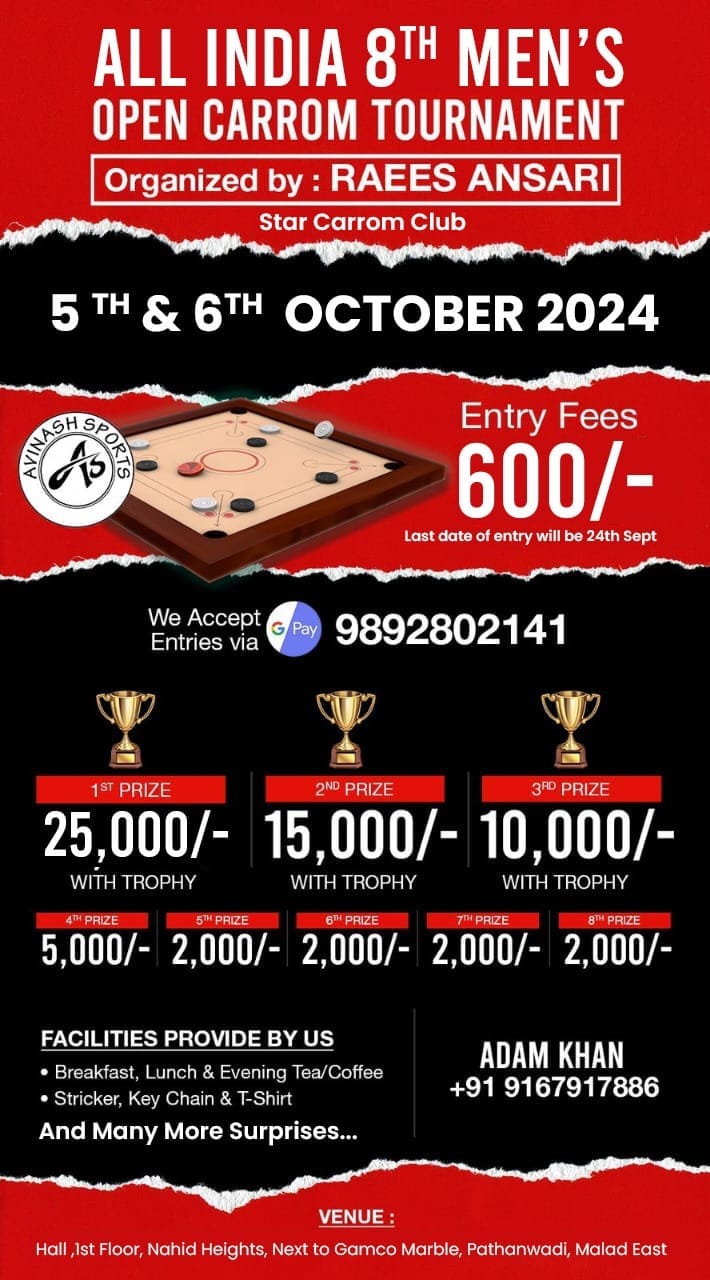 ALL INDIA 8TH MEN'S
OPEN CARROM TOURNAMENT
Organized by : RAEES ANSARI
Star Carrom Club
5 TH & 6TH OCTOBER 2024
AVINASH SPORTS
AS
Entry Fees
600/-
Last date of entry will be 24th Sept
We Accept
Entries via
G Pay
9892802141
1ST PRIZE
25,000/-
WITH TROPHY
2ND PRIZE
15,000/-
WITH TROPHY
3RD PRIZE
10,000/-
WITH TROPHY
4TH PRIZE
5,000/-
5TH PRIZE
2,000/-
6TH PRIZE
2,000/-
7TH PRIZE
2,000/-
8TH PRIZE
2,000/-
FACILITIES PROVIDE BY US
• Breakfast, Lunch & Evening Tea/Coffee
• Stricker, Key Chain & T-Shirt
And Many More Surprises...
ADAM KHAN
+91 9167917886
VENUE :
Hall ,1st Floor, Nahid Heights, Next to Gamco Marble, Pathanwadi, Malad East